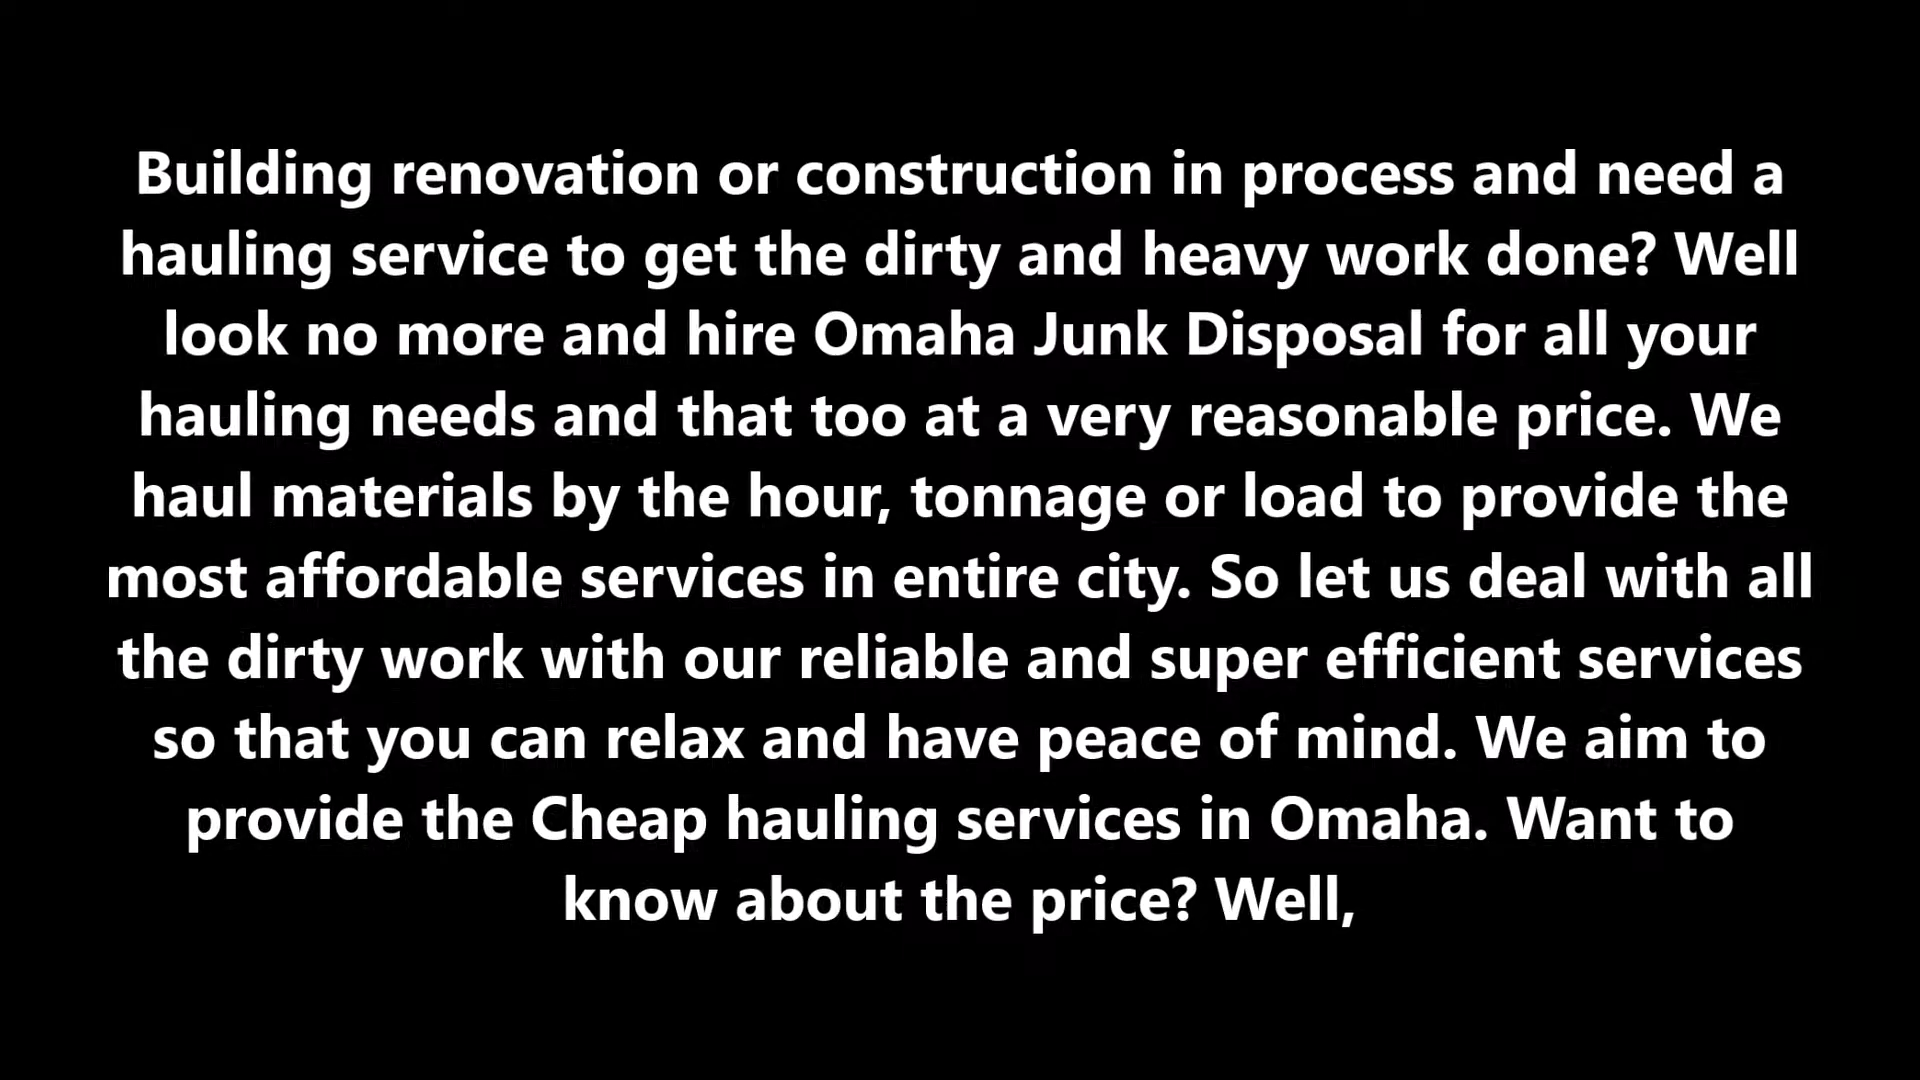 Building renovation or construction in process and need a
hauling service to get the dirty and heavy work done? Well
look no more and hire Omaha Junk Disposal for all your
hauling needs and that too at a very reasonable price. We
haul materials by the hour, tonnage or load to provide the
most affordable services in entire city. So let us deal with all
the dirty work with our reliable and super efficient services
so that you can relax and have peace of mind. We aim to
provide the Cheap hauling services in Omaha. Want to
know about the price? Well,